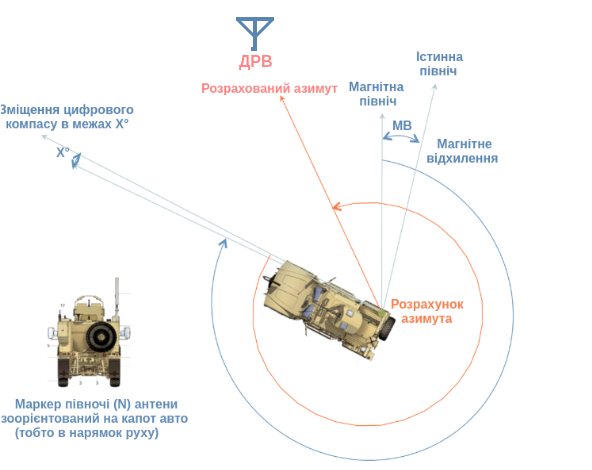 ДРВ
Істинна
північ
Розрахований азимут
Магнітна
північ
Зміщення цифрового
компасу в межах X°
МВ
X°
Магнітне
відхилення
Розрахунок
азимута
Маркер півночі (N) антени
зоорієнтований на капот авто
(тобто в нарямок руху)